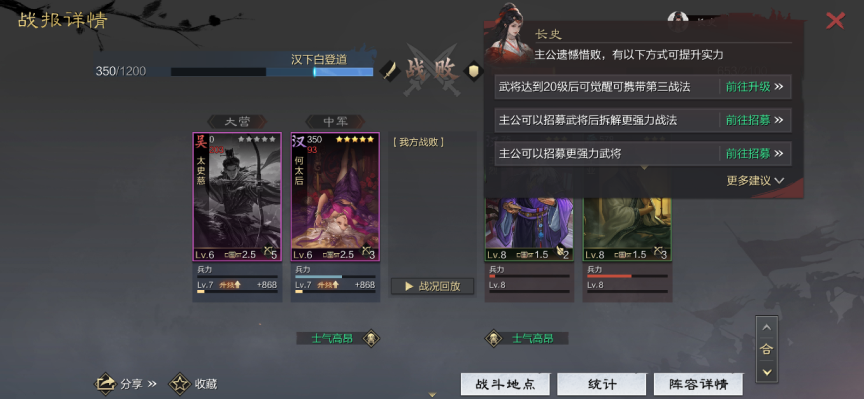 战报详情
汉下白登道
350/1200
战败
长史
主公遗憾惜败，有以下方式可提升实力
武将达到20级后可觉醒可携带第三战法
前往升级
主公可以招募武将后拆解更强力战法
前往招募
主公可以招募更强力武将
前往招募
更多建议
大营
中军
吴 0
太史慈
Lv.6
2.5
5
兵力
Lv.7 升级 +868
汉 350
93
何太后
Lv.6
2.5
3
兵力
Lv.7 升级 +868
【我方战败】
战况回放
Lv.8
1.5
2
兵力
Lv.8
Lv.8
1.5
3
兵力
Lv.8
士气高昂
士气高昂
合
分享
收藏
战斗地点
统计
阵容详情